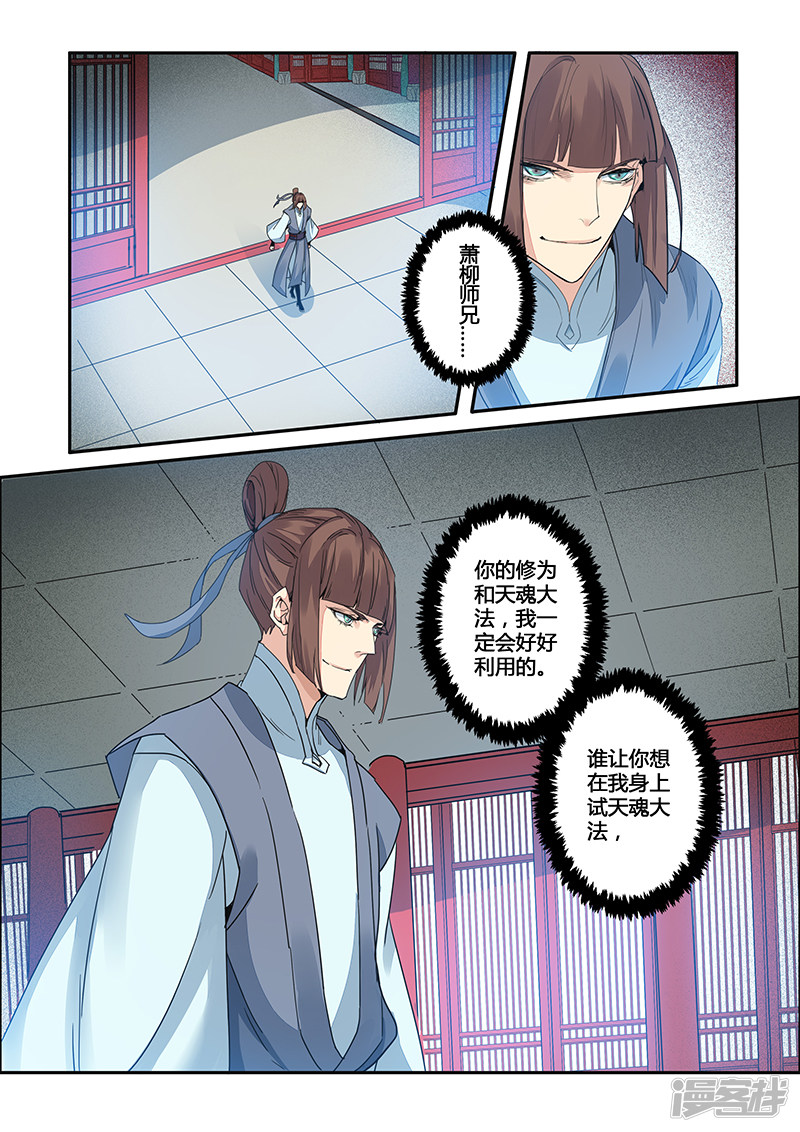 萧柳师兄……
你的修为
和天魂大
法，我一
定会好好
利用的。
谁让你想
在我身上
试天魂大
法，
漫客栈